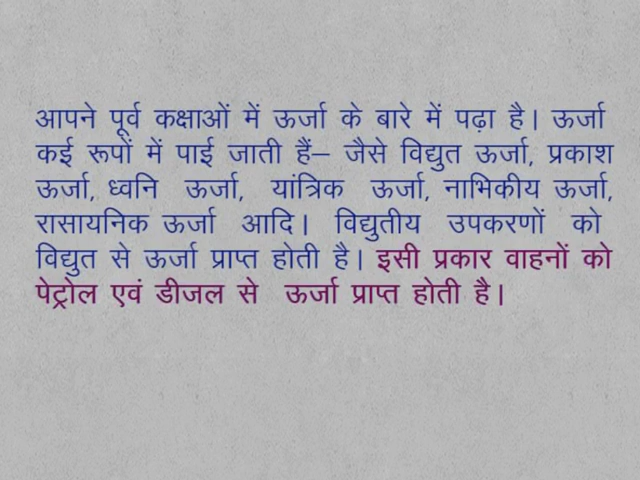 आपने पूर्व कक्षाओं में ऊर्जा के बारे में पढ़ा है। ऊर्जा
कई रूपों में पाई जाती हैं– जैसे विद्युत ऊर्जा, प्रकाश
ऊर्जा, ध्वनि ऊर्जा, यांत्रिक ऊर्जा, नाभिकीय ऊर्जा,
रासायनिक ऊर्जा आदि। विद्युतीय उपकरणों को
विद्युत से ऊर्जा प्राप्त होती है। इसी प्रकार वाहनों को
पेट्रोल एवं डीजल से ऊर्जा प्राप्त होती है।